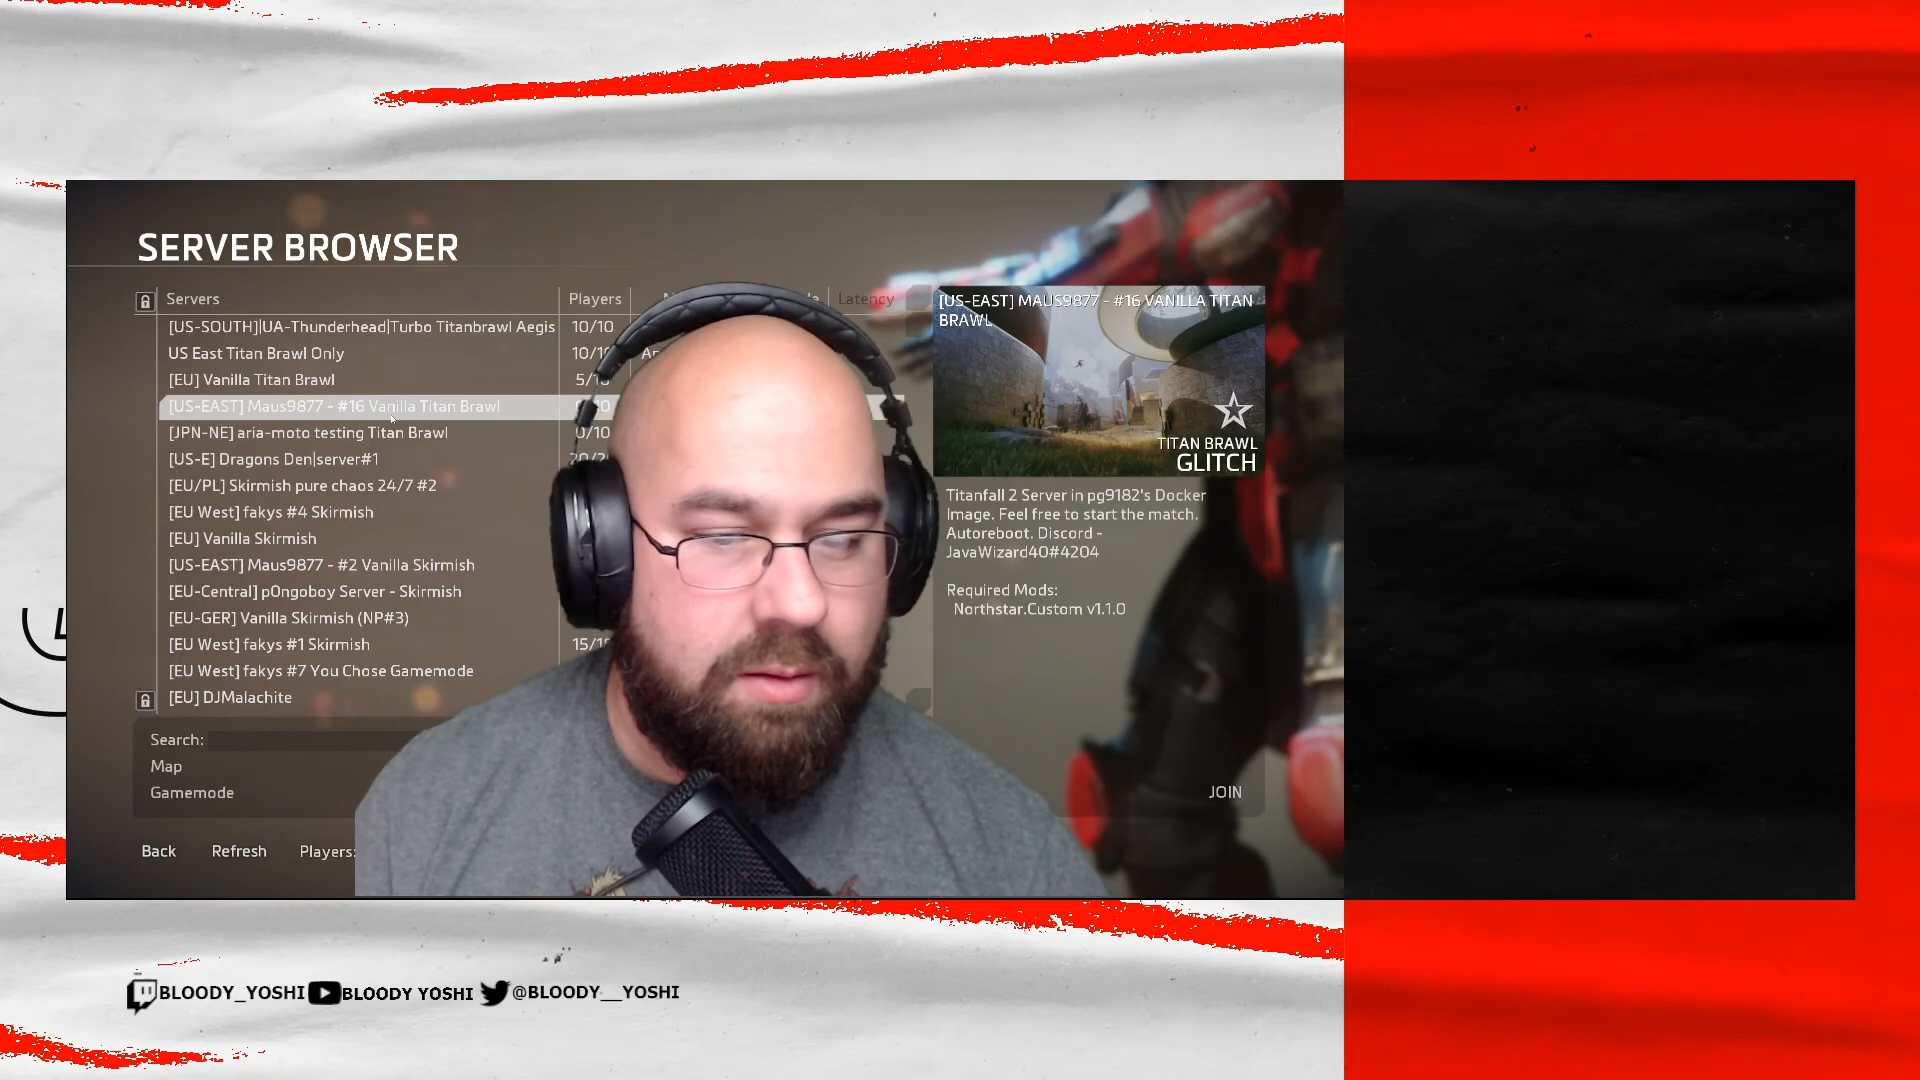 SERVER BROWSER
Servers
Players
Latency
[US-SOUTH]|UA-Thunderhead|Turbo Titanbrawl Aegis 10/10
US East Titan Brawl Only
[EU] Vanilla Titan Brawl
[US-EAST] Maus9877 - #16 Vanilla Titan Brawl
[JPN-NE] aria-moto testing Titan Brawl 0/10
[US-E] Dragons Den|server#1
[EU/PL] Skirmish pure chaos 24/7 #2
[EU West] fakys #4 Skirmish
[EU] Vanilla Skirmish
[US-EAST] Maus9877 - #2 Vanilla Skirmish
[EU-Central] p0ngoboy Server - Skirmish
[EU-GER] Vanilla Skirmish (NP#3)
[EU West] fakys #1 Skirmish
[EU West] fakys #7 You Chose Gamemode
[EU] DJMalachite
Search:
Map
Gamemode
Back Refresh Players:
[US-EAST] MAUS9877 - #16 VANILLA TITAN
BRAWL
TITAN BRAWL
GLITCH
Titanfall 2 Server in pg9182's Docker
Image. Feel free to start the match.
Autoreboot. Discord -
JavaWizard40#4204
Required Mods:
Northstar.Custom v1.1.0
JOIN
BLOODY_YOSHI BLOODY YOSHI @BLOODY__YOSHI